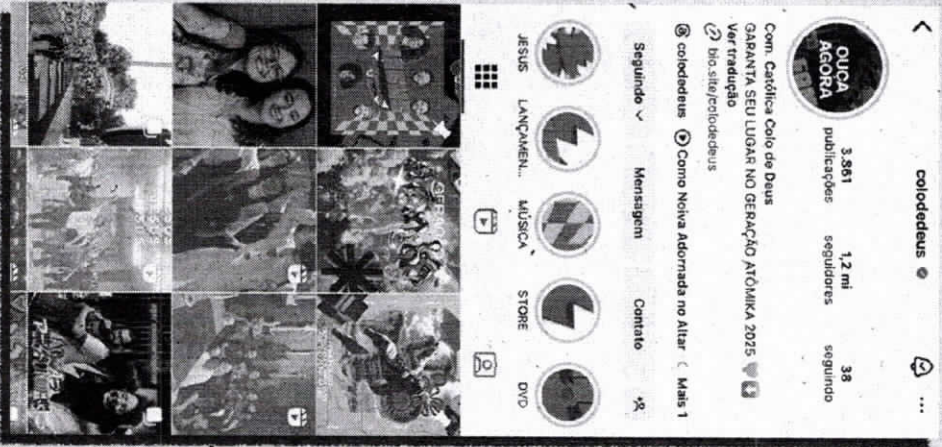 colodedeus
OUÇA
AGORA
3.861
publicações
1,2 mi
seguidores
38
seguindo
Com. Católica Colo de Deus
GARANTA SEU LUGAR NO GERAÇÃO ATÔMIKA 2025
Ver tradução
bio.site/colodedeus
@ colodedeus Como Noiva Adornada no Altar Mais 1
Seguindo Mensagem Contato
JESUS LANÇAMEN... MÚSICA STORE DVD